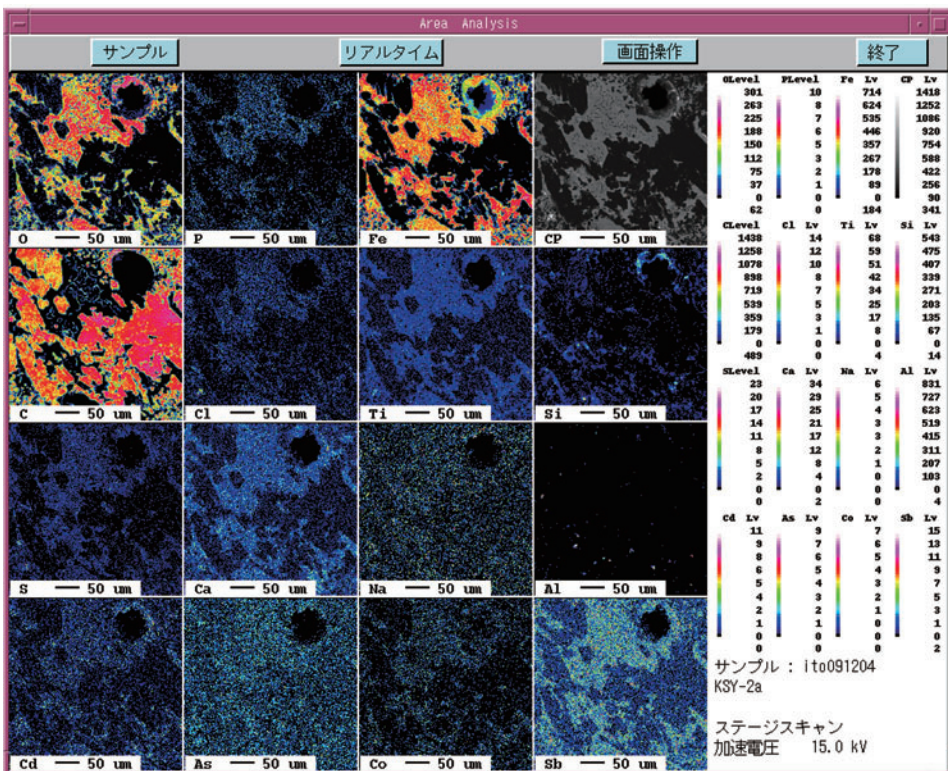 Area Analysis
サンプル リアルタイム 画面操作 終了
O 50 um P 50 um Fe 50 um CP 50 um
C 50 um Cl 50 um Ti 50 um Si 50 um
S 50 um Ca 50 um Na 50 um Al 50 um
Cd 50 um As 50 um Co 50 um Sb 50 um
OLevel PLevel Fe Lv CP Lv
301 10 714 1418
263 8 624 1252
225 7 535 1086
188 6 446 920
150 5 357 754
112 3 267 588
75 2 178 422
37 1 89 256
0 0 0 90
62 0 184 341
CLevel Cl Lv Ti Lv Si Lv
1438 14 68 543
1258 12 59 475
1078 10 51 407
898 8 42 339
719 7 34 271
539 5 25 203
359 3 17 135
179 1 8 67
0 0 0 0
489 0 4 14
SLevel Ca Lv Na Lv Al Lv
23 34 6 831
20 29 5 727
17 25 4 623
14 21 3 519
11 17 3 415
8 12 2 311
5 8 1 207
2 4 0 103
0 0 0 0
0 2 0 4
Cd Lv As Lv Co Lv Sb Lv
11 9 7 15
9 7 6 13
8 6 5 11
6 5 4 9
5 4 3 7
4 3 2 5
2 2 1 3
1 1 0 1
0 0 0 0
0 0 0 2
サンプル : ito091204
KSY-2a
ステージスキャン
加速電圧 15.0 kV